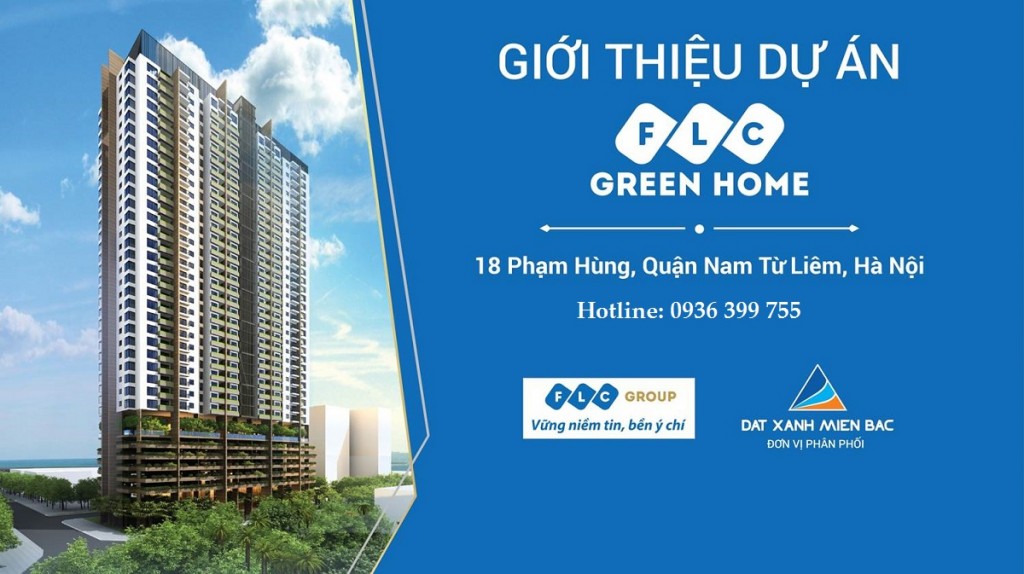 GIỚI THIỆU DỰ ÁN
FLC
GREEN HOME
18 Phạm Hùng, Quận Nam Từ Liêm, Hà Nội
Hotline: 0936 399 755
FLC GROUP
Vững niềm tin, bền ý chí
DAT XANH MIEN BAC
ĐƠN VỊ PHÂN PHỐI